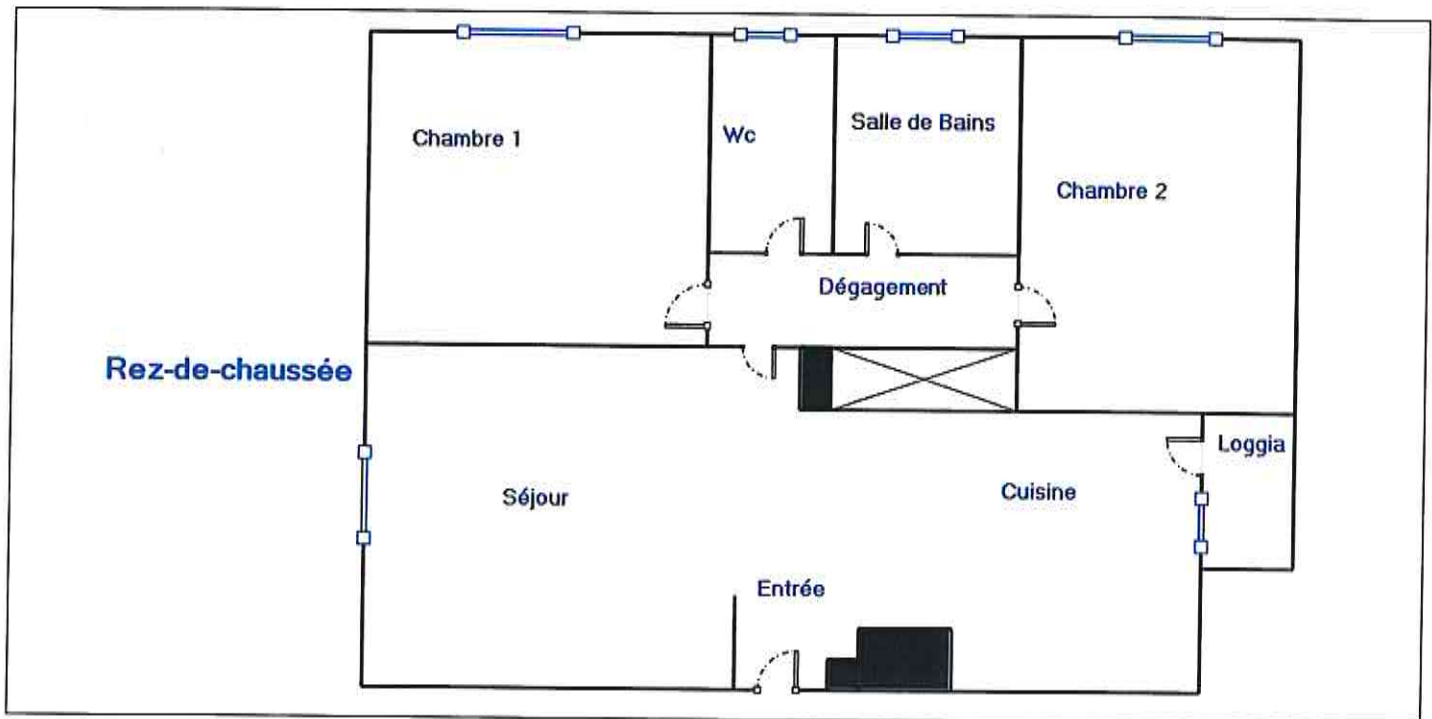 Chambre 1
Wc
Salle de Bains
Chambre 2
Dégagement
Rez-de-chaussée
Loggia
Séjour
Cuisine
Entrée